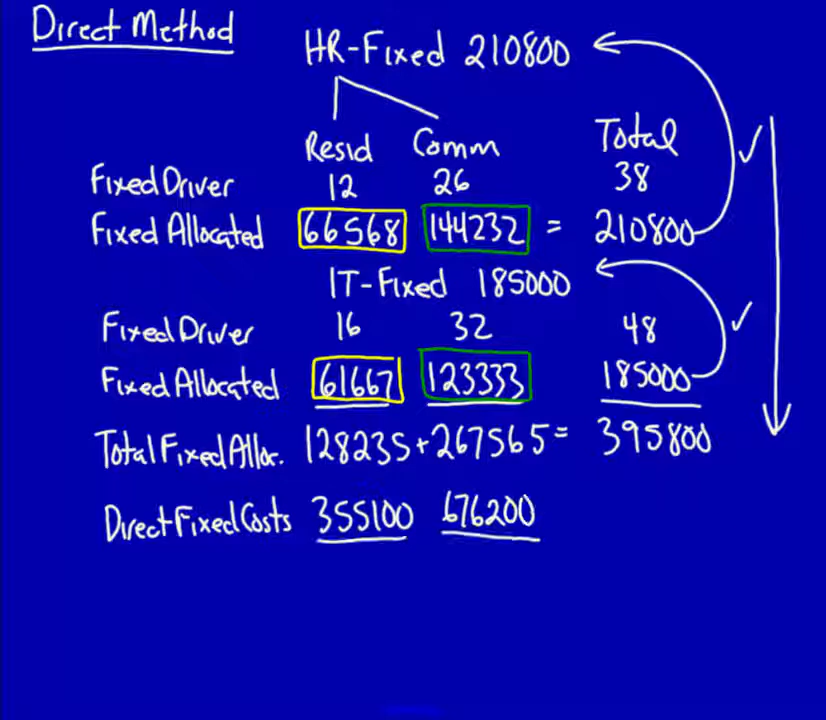 Direct Method
HR-Fixed 210800
Resid Comm Total
Fixed Driver 12 26 38
Fixed Allocated 66568 144232 = 210800
IT-Fixed 185000
Fixed Driver 16 32 48
Fixed Allocated 61667 123333 185000
Total Fixed Alloc. 128235+267565= 395800
Direct Fixed Costs 355100 676200